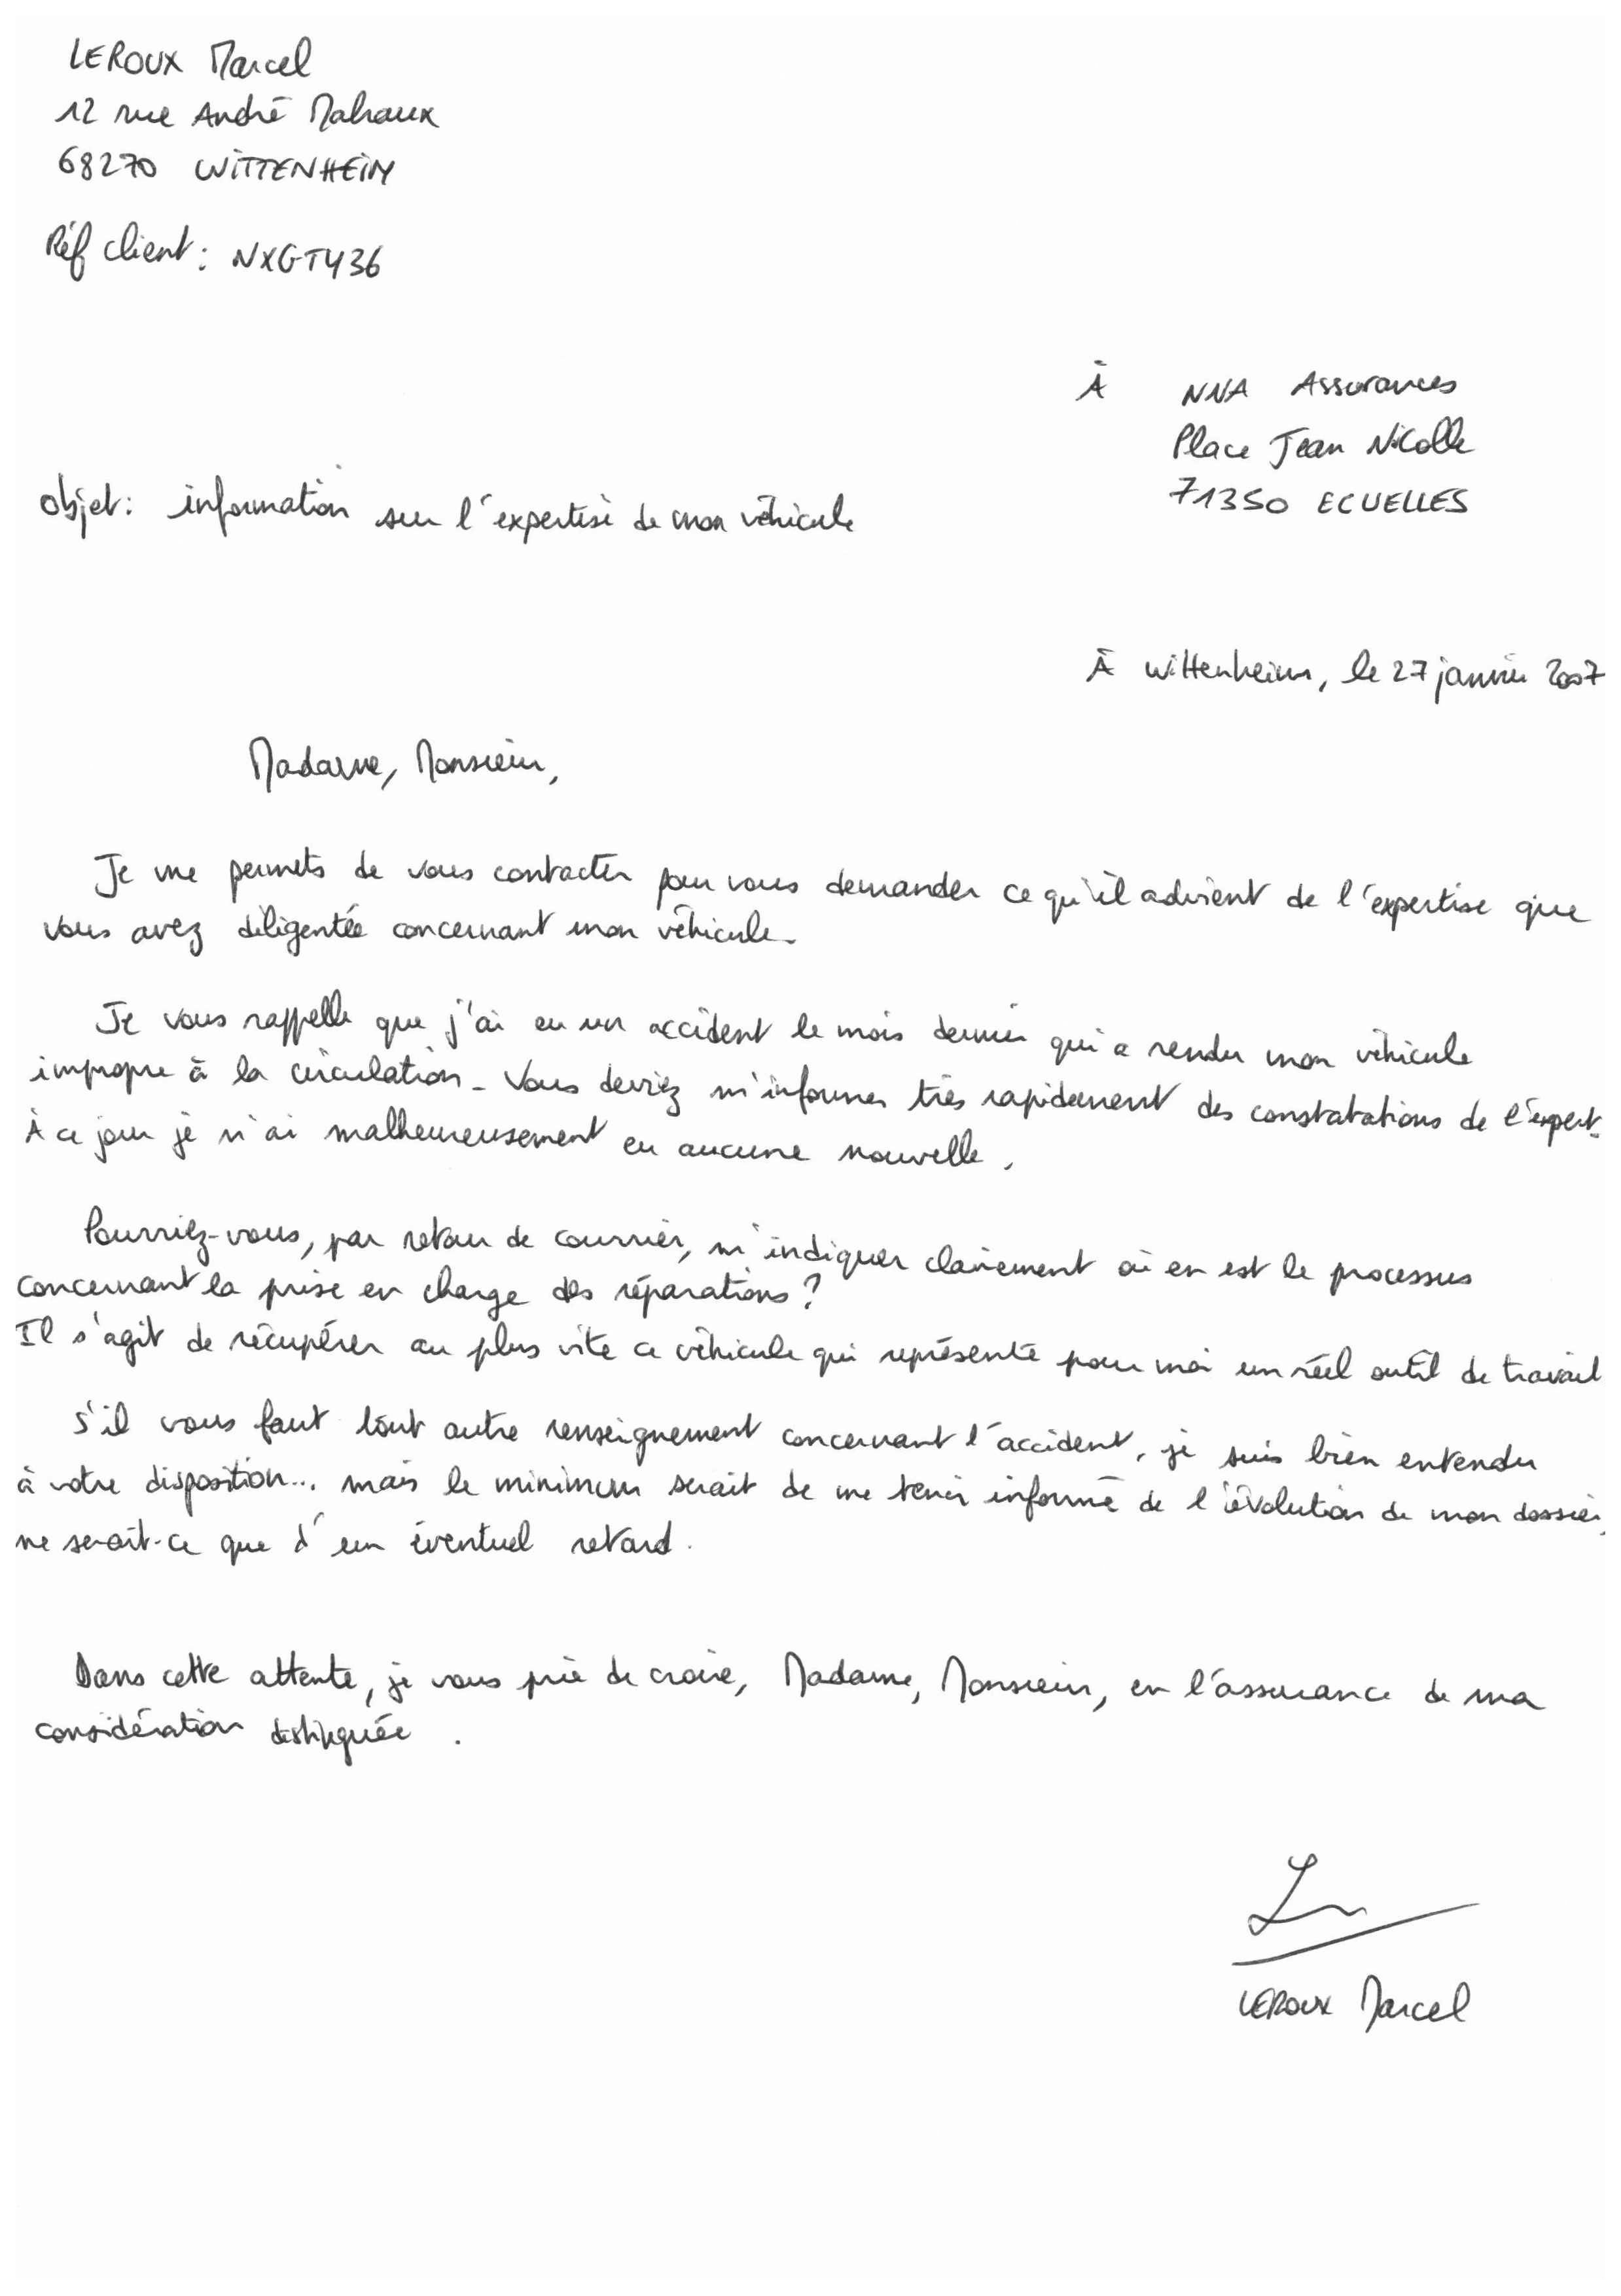 LEROUX Marcel
12 rue André Malraux
68270 WITTENHEIM
Réf client : NXGTY36
À NNA Assurances
Place Jean Nicolle
71350 ECUELLES
Objet : information sur l'expertise de mon véhicule
À Wittenheim, le 27 janvier 2007
Madame, Monsieur,
Je me permets de vous contacter pour vous demander ce qu'il advient de l'expertise que
vous avez diligentée concernant mon véhicule.
Je vous rappelle que j'ai eu un accident le mois dernier qui a rendu mon véhicule
impropre à la circulation. Vous deviez m'informer très rapidement des constatations de l'expert.
À ce jour je n'ai malheureusement eu aucune nouvelle.
Pourriez-vous, par retour de courrier, m'indiquer clairement où en est le processus
concernant la prise en charge des réparations ?
Il s'agit de récupérer au plus vite ce véhicule qui représente pour moi un réel outil de travail
S'il vous faut tout autre renseignement concernant l'accident, je suis bien entendu
à votre disposition... mais le minimum serait de me tenir informé de l'évolution de mon dossier,
ne serait-ce que d'un éventuel retard.
Dans cette attente, je vous prie de croire, Madame, Monsieur, en l'assurance de ma
considération distinguée.
LEROUX Marcel